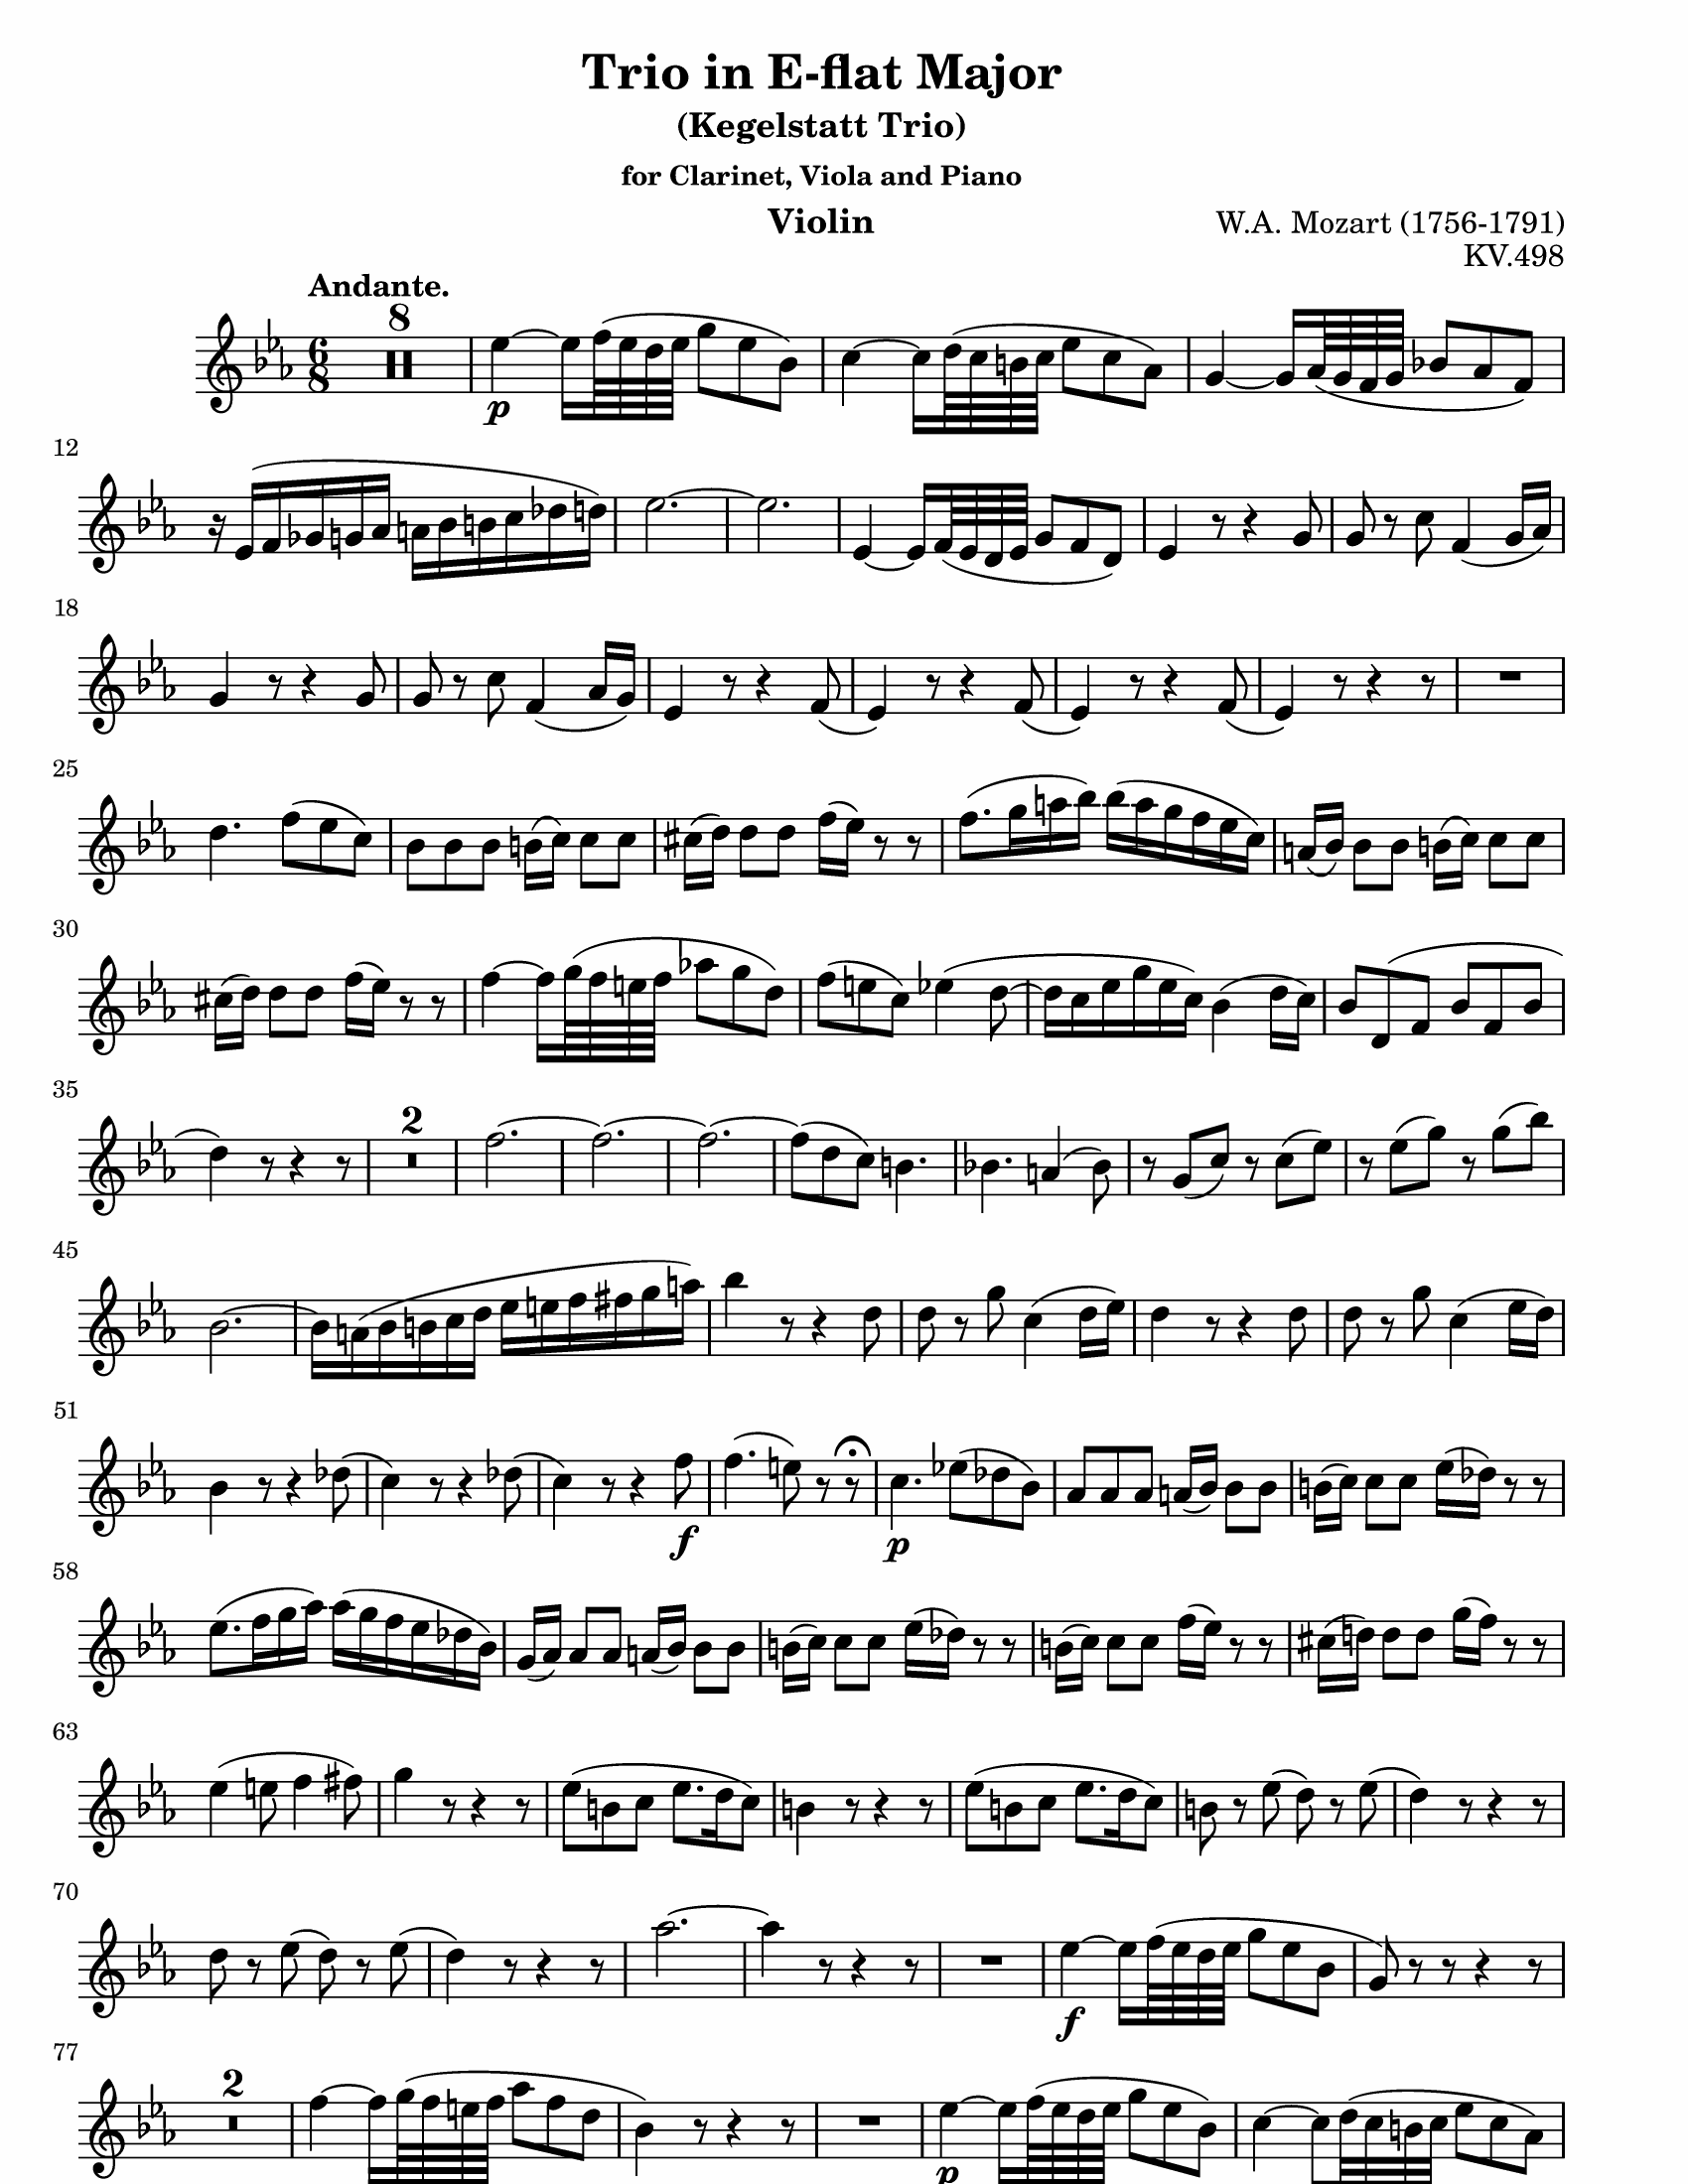 Trio in E-flat Major
(Kegelstatt Trio)
for Clarinet, Viola and Piano
Violin
W.A. Mozart (1756-1791)
KV.498
Andante.
8
6
8
p
12
18
25
30
35
2
45
51
f
p
58
63
70
f
77
2
p